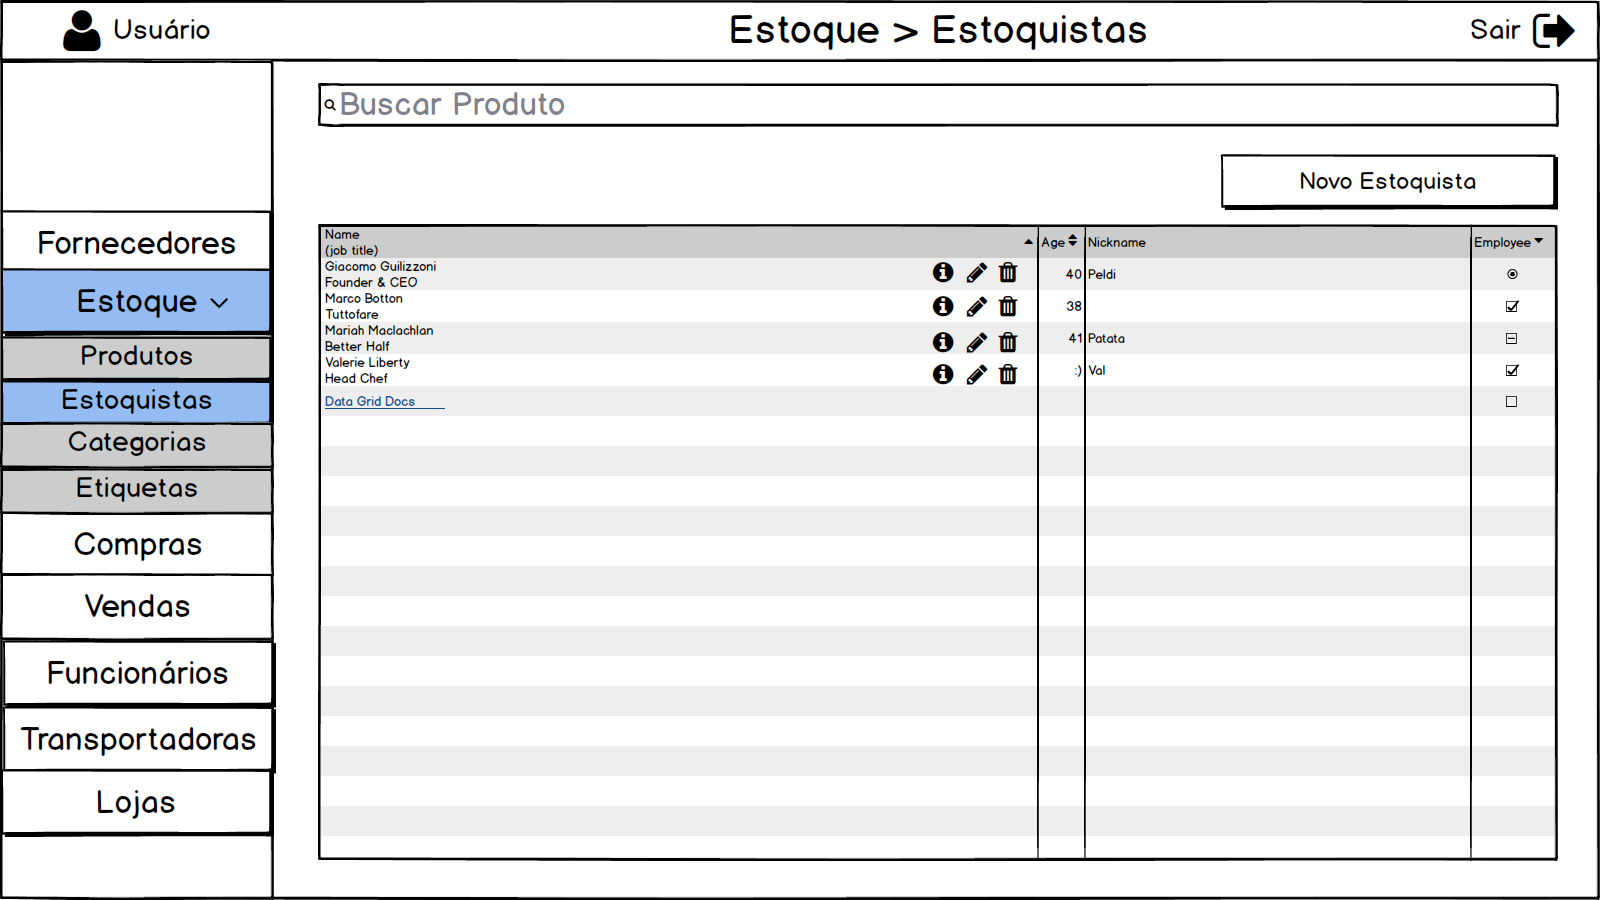 Usuário
Estoque > Estoquistas
Sair
Buscar Produto
Novo Estoquista
Fornecedores
Estoque
Produtos
Estoquistas
Categorias
Etiquetas
Compras
Vendas
Funcionários
Transportadoras
Lojas
Name
(job title)
Age
Nickname
Employee
Giacomo Guilizzoni
Founder & CEO
40
Peldi
Marco Botton
Tuttofare
38
Mariah Maclachlan
Better Half
41
Patata
Valerie Liberty
Head Chef
:)
Val
Data Grid Docs